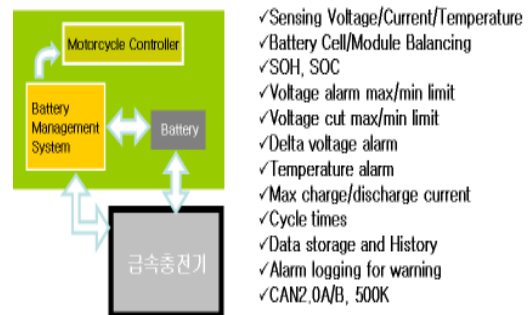 Motorcycle Controller
Battery
Management
System
Battery
금속충전기
✓Sensing Voltage/Current/Temperature
✓Battery Cell/Module Balancing
✓SOH, SOC
✓Voltage alarm max/min limit
✓Voltage cut max/min limit
✓Delta voltage alarm
✓Temperature alarm
✓Max charge/discharge current
✓Cycle times
✓Data storage and History
✓Alarm logging for warning
✓CAN2.0A/B, 500K